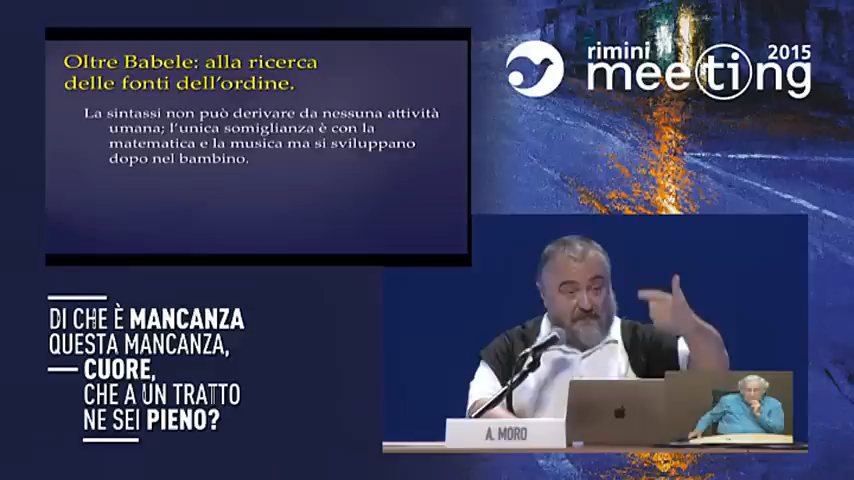 Oltre Babele: alla ricerca
delle fonti dell'ordine.
La sintassi non può derivare da nessuna attività
umana; l'unica somiglianza è con la
matematica e la musica ma si sviluppano
dopo nel bambino.
rimini 2015
meeting
DI CHE È MANCANZA
QUESTA MANCANZA,
CUORE,
CHE A UN TRATTO
NE SEI PIENO?
A. MORO